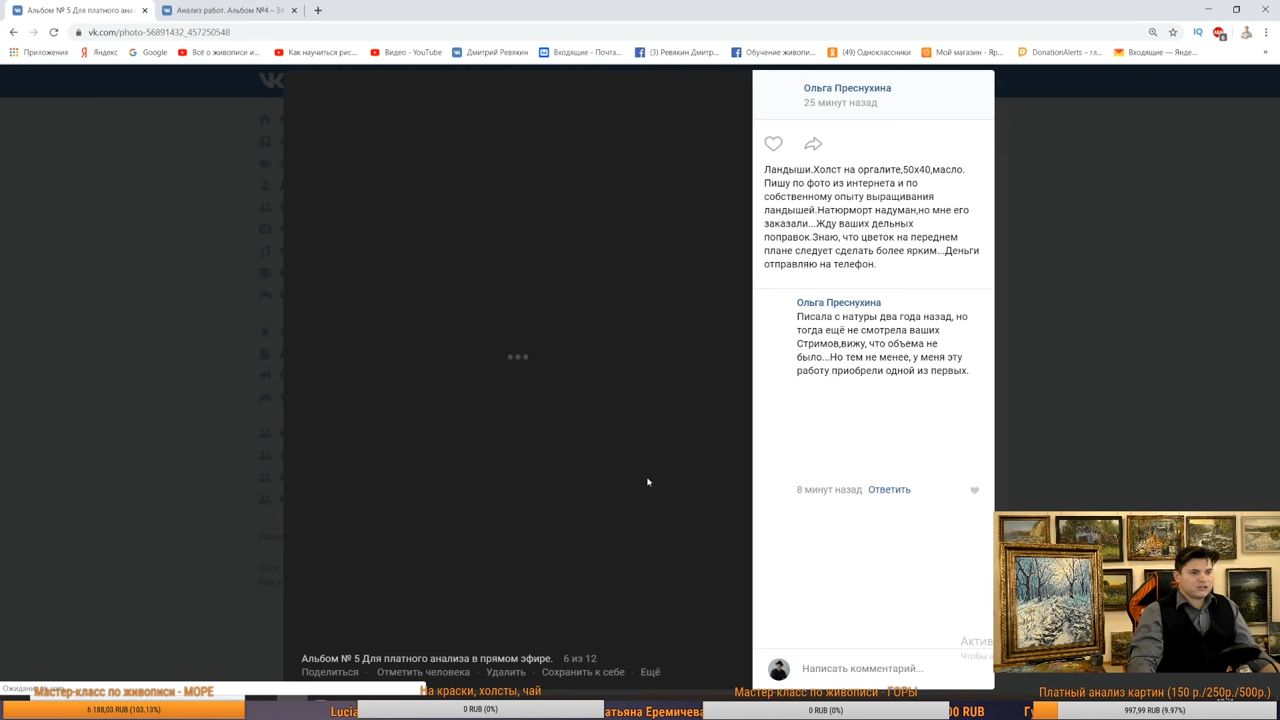 Альбом № 5 Для платного ана
Анализ работ. Альбом №4 – 34
vk.com/photo-56891432_457250548
Приложения
Яндекс
Google
Всё о живописи и...
Как научиться рис...
Видео - YouTube
Дмитрий Ревякин
Входящие - Почта...
(3) Ревякин Дмитр...
Обучение живопи...
(49) Одноклассники
Мой магазин - Яр...
DonationAlerts – гл...
Входящие — Янде...
»
Ольга Преснухина
25 минут назад
Ландыши.Холст на оргалите,50х40,масло.
Пишу по фото из интернета и по
собственному опыту выращивания
ландышей.Натюрморт надуман,но мне его
заказали...Жду ваших дельных
поправок.Знаю, что цветок на переднем
плане следует сделать более ярким...Деньги
отправляю на телефон.
Ольга Преснухина
Писала с натуры два года назад, но
тогда ещё не смотрела ваших
Стримов,вижу, что объема не
было...Но тем не менее, у меня эту
работу приобрели одной из первых.
8 минут назад Ответить
Актив
Чтобы а
Альбом № 5 Для платного анализа в прямом эфире. 6 из 12
Поделиться Отметить человека Удалить Сохранить к себе Ещё
Написать комментарий...
Мастер-класс по живописи - МОРЕ
На краски, холсты, чай
Мастер-класс по живописи - ГОРЫ
Платный анализ картин (150 р./250р./500р.)
6 188,03 RUB (103.13%)
Lucia
0 RUB (0%)
атьяна Еремичева
0 RUB (0%)
00 RUB
997,99 RUB (9.97%)